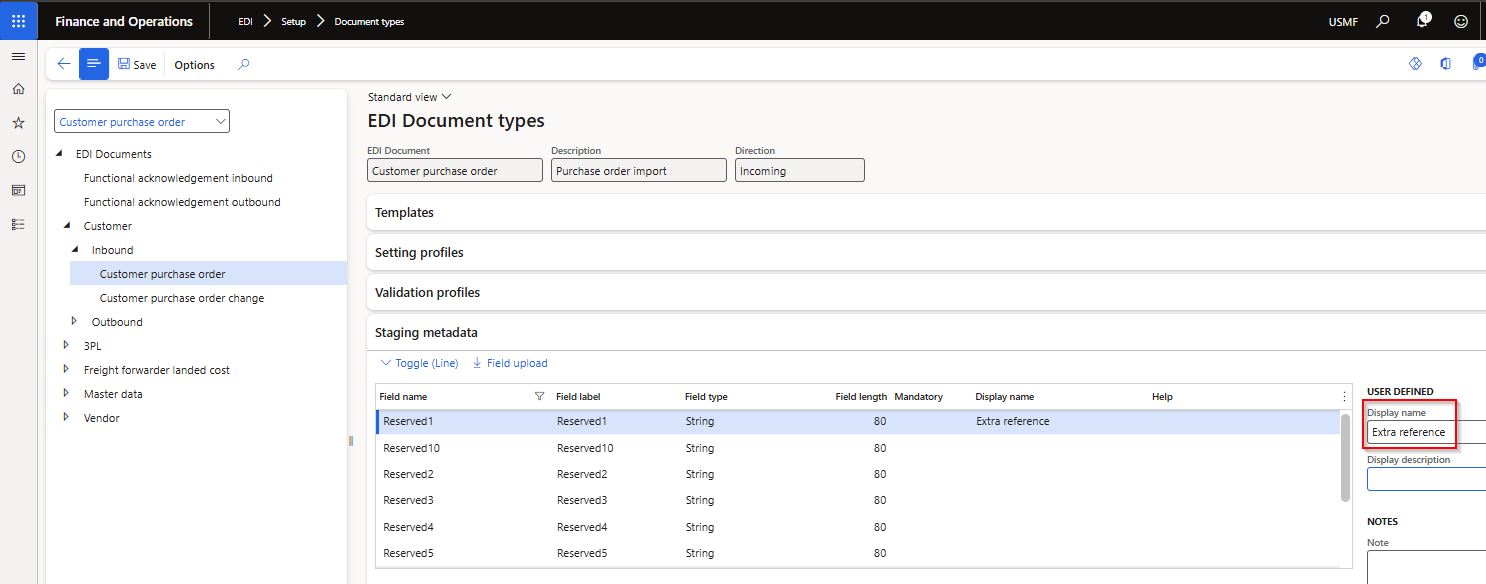 Finance and Operations
EDI > Setup > Document types
USMF
1
Save
Options
0
Customer purchase order
EDI Documents
Functional acknowledgement inbound
Functional acknowledgement outbound
Customer
Inbound
Customer purchase order
Customer purchase order change
Outbound
3PL
Freight forwarder landed cost
Master data
Vendor
Standard view
EDI Document types
EDI Document Description Direction
Customer purchase order Purchase order import Incoming
Templates
Setting profiles
Validation profiles
Staging metadata
Toggle (Line) Field upload
Field name Field label Field type Field length Mandatory Display name Help
Reserved1 Reserved1 String 80 Extra reference
Reserved10 Reserved10 String 80
Reserved2 Reserved2 String 80
Reserved3 Reserved3 String 80
Reserved4 Reserved4 String 80
Reserved5 Reserved5 String 80
USER DEFINED
Display name
Extra reference
Display description
NOTES
Note